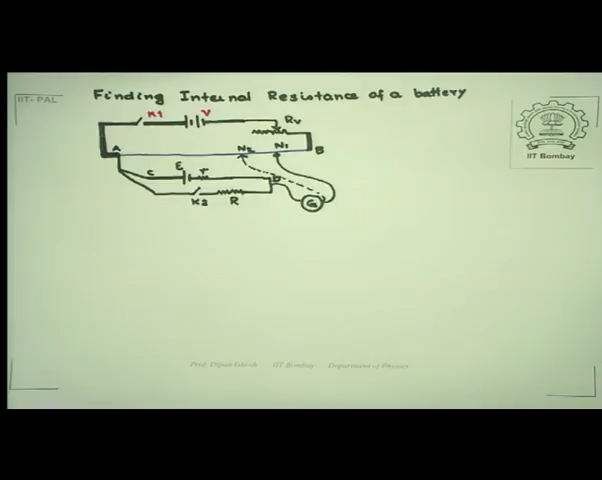 IIT- PAL
Finding Internal Resistance of a battery
IIT Bombay
K1
V
Rv
A
N2
N1
B
C
E
r
D
K2
R
G
Prof. Dipan Ghosh IIT Bombay Department of Physics